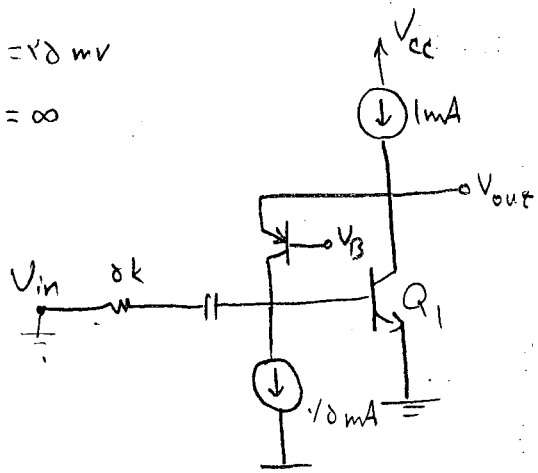 =۲۵ mv
= ∞
Vcc
1mA
Vout
VB
Vin
۵k
Q1
/۵ mA